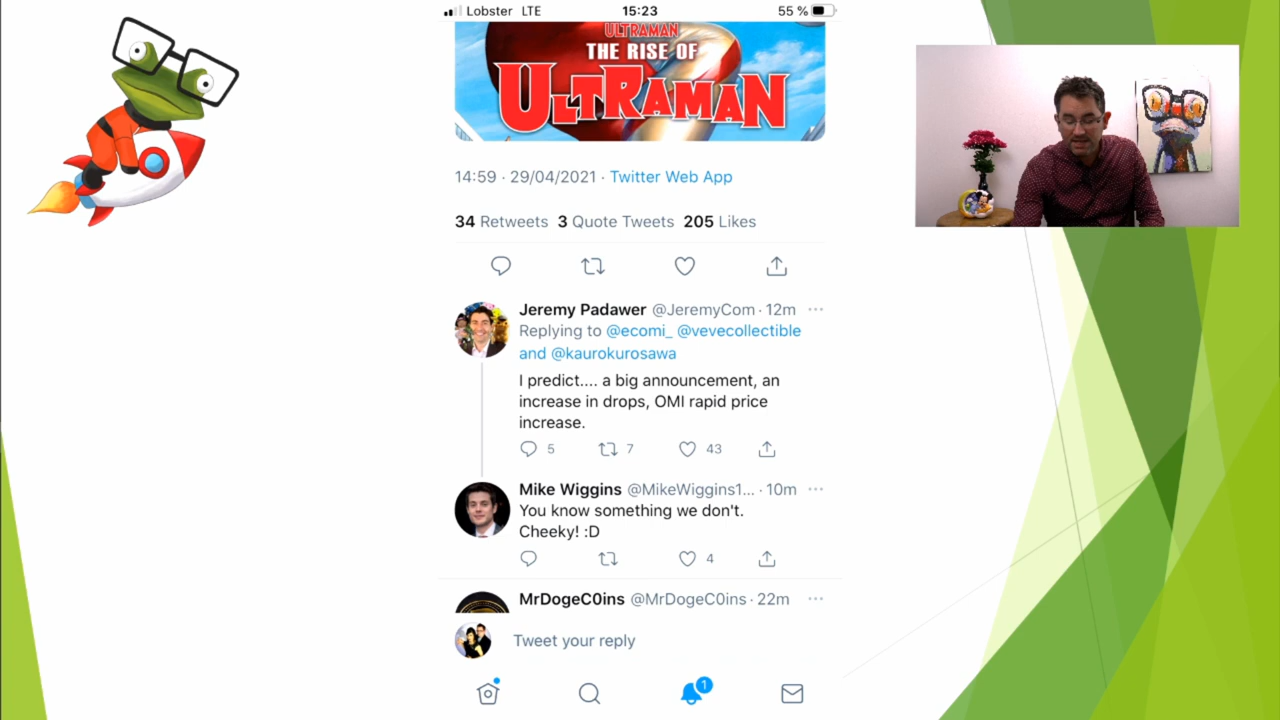 Lobster LTE 15:23 55 %
ULTRAMAN
THE RISE OF
ULTRAMAN
14:59 · 29/04/2021 · Twitter Web App
34 Retweets 3 Quote Tweets 205 Likes
Jeremy Padawer @JeremyCom · 12m
Replying to @ecomi_ @vevecollectible
and @kaurokurosawa
I predict.... a big announcement, an
increase in drops, OMI rapid price
increase.
5 7 43
Mike Wiggins @MikeWiggins1... · 10m
You know something we don't.
Cheeky! :D
4
MrDogeC0ins @MrDogeC0ins · 22m
Tweet your reply
1